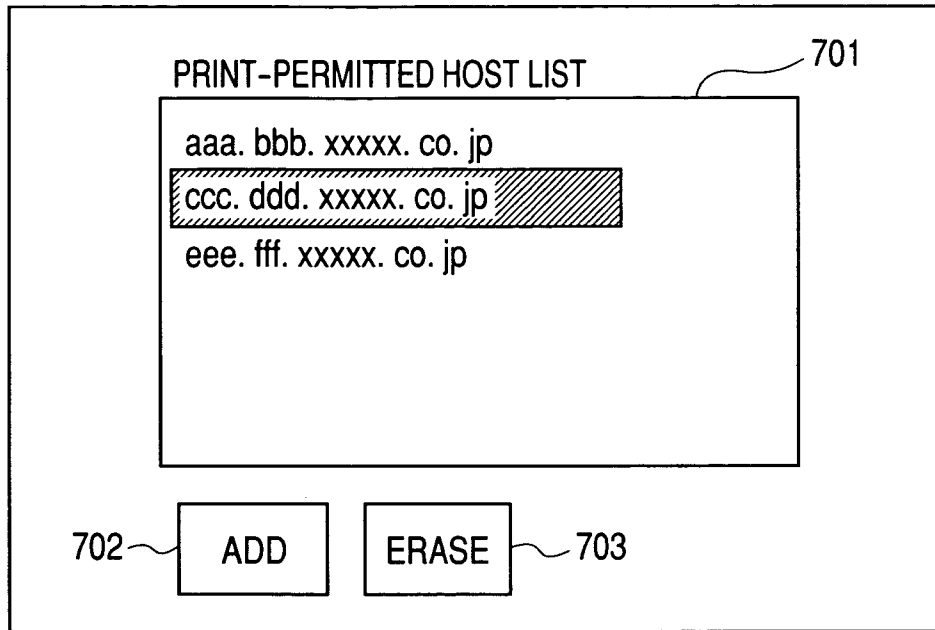 701
PRINT-PERMITTED HOST LIST
aaa. bbb. xxxxx. co. jp
ccc. ddd. xxxxx. co. jp
eee. fff. xxxxx. co. jp
702 ADD ERASE 703